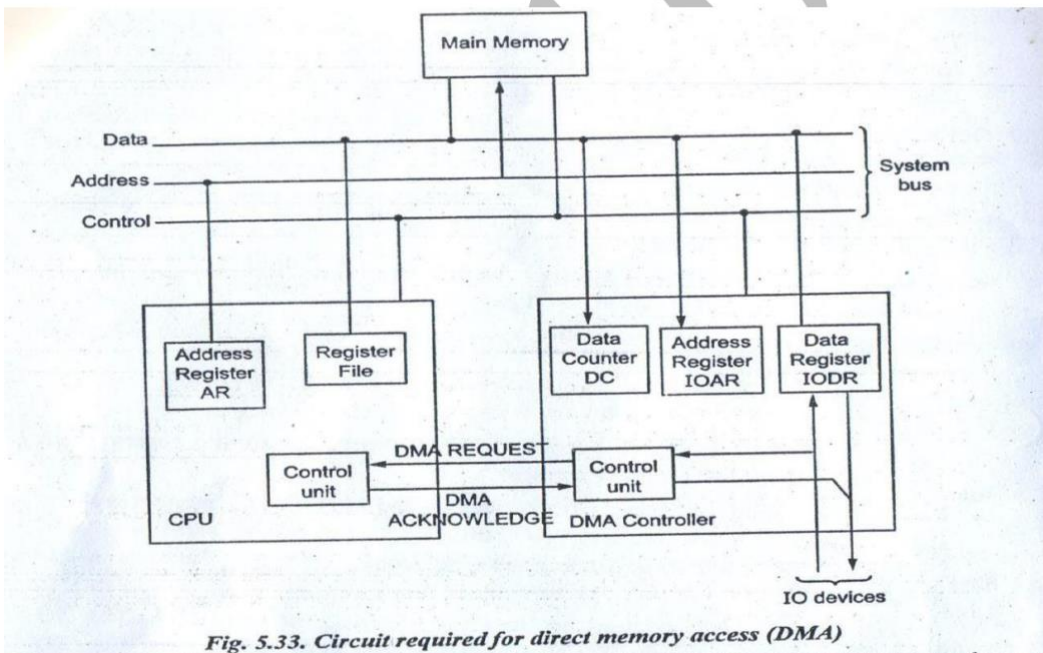 Main Memory
Data
Address
Control
System
bus
Address
Register
AR
Register
File
Data
Counter
DC
Address
Register
IOAR
Data
Register
IODR
DMA REQUES
Control
unit
Control
unit
DMA
ACKNOWLEDGE
CPU
DMA Controller
IO devices
Fig. 5.33. Circuit required for direct memory access (DMA)